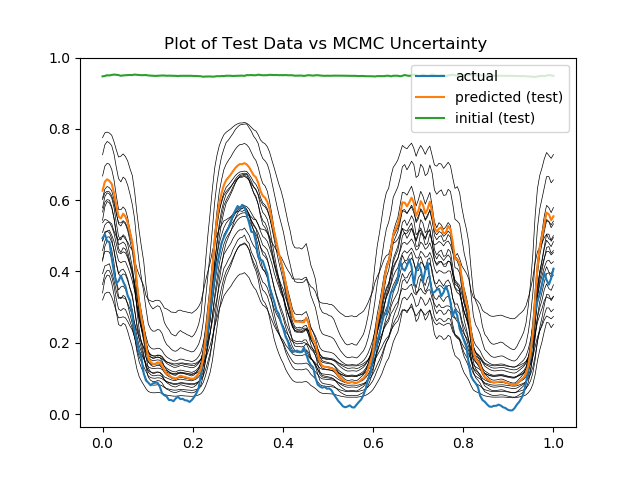 Plot of Test Data vs MCMC Uncertainty
1.0
0.8
0.6
0.4
0.2
0.0
actual
predicted (test)
initial (test)
0.0 0.2 0.4 0.6 0.8 1.0